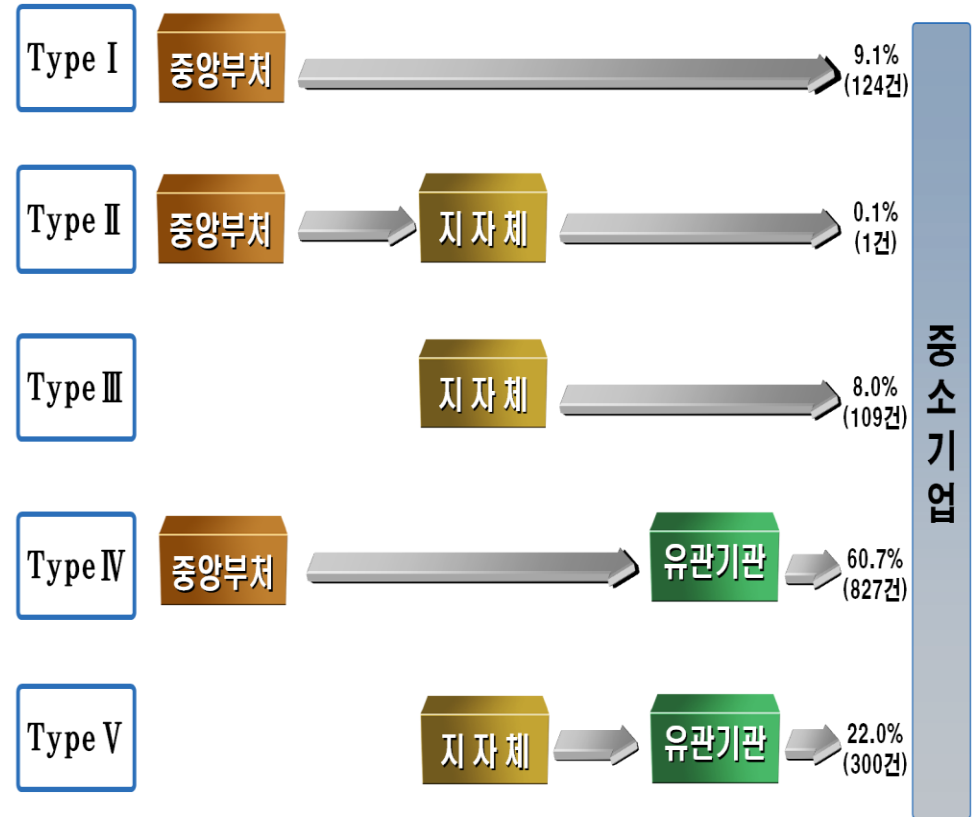 Type Ⅰ
중앙부처
9.1%
(124건)
Type Ⅱ
중앙부처
지자체
0.1%
(1건)
Type Ⅲ
지자체
8.0%
(109건)
Type Ⅳ
중앙부처
유관기관
60.7%
(827건)
Type Ⅴ
지자체
유관기관
22.0%
(300건)
중소기업